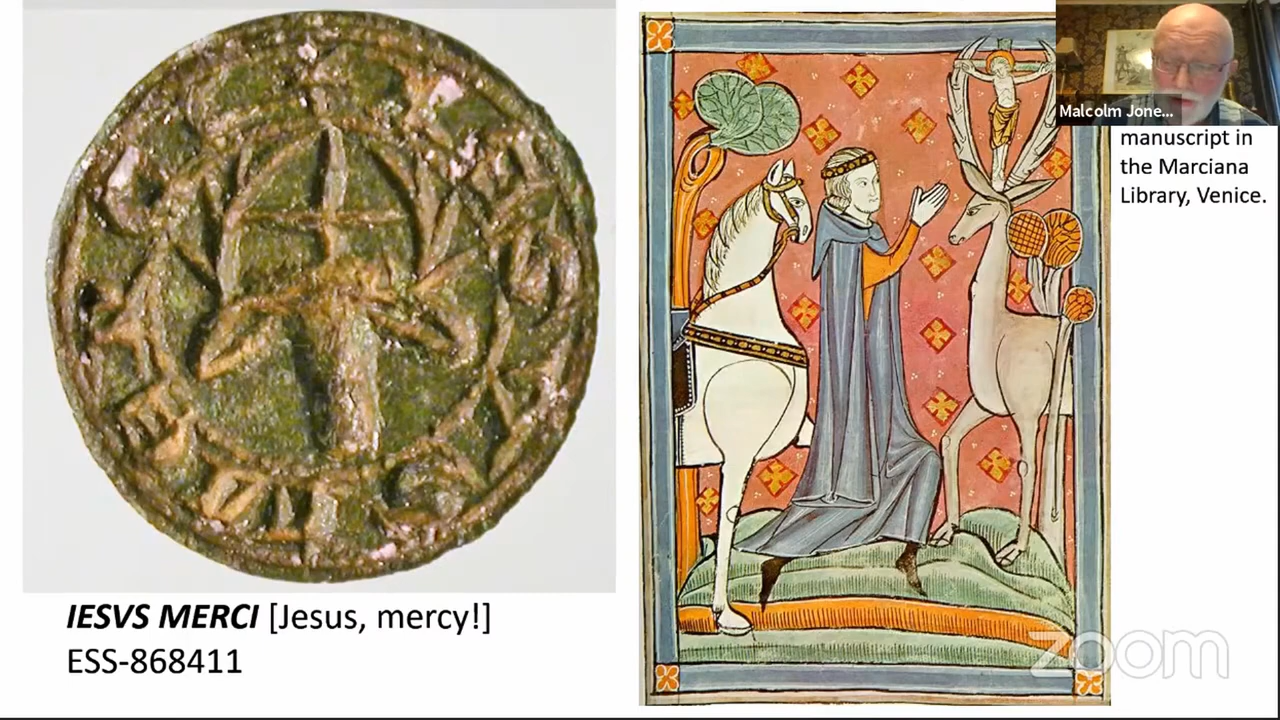 Malcolm Jone...
manuscript in
the Marciana
Library, Venice.
IESVS MERCI [Jesus, mercy!]
ESS-868411
zoom